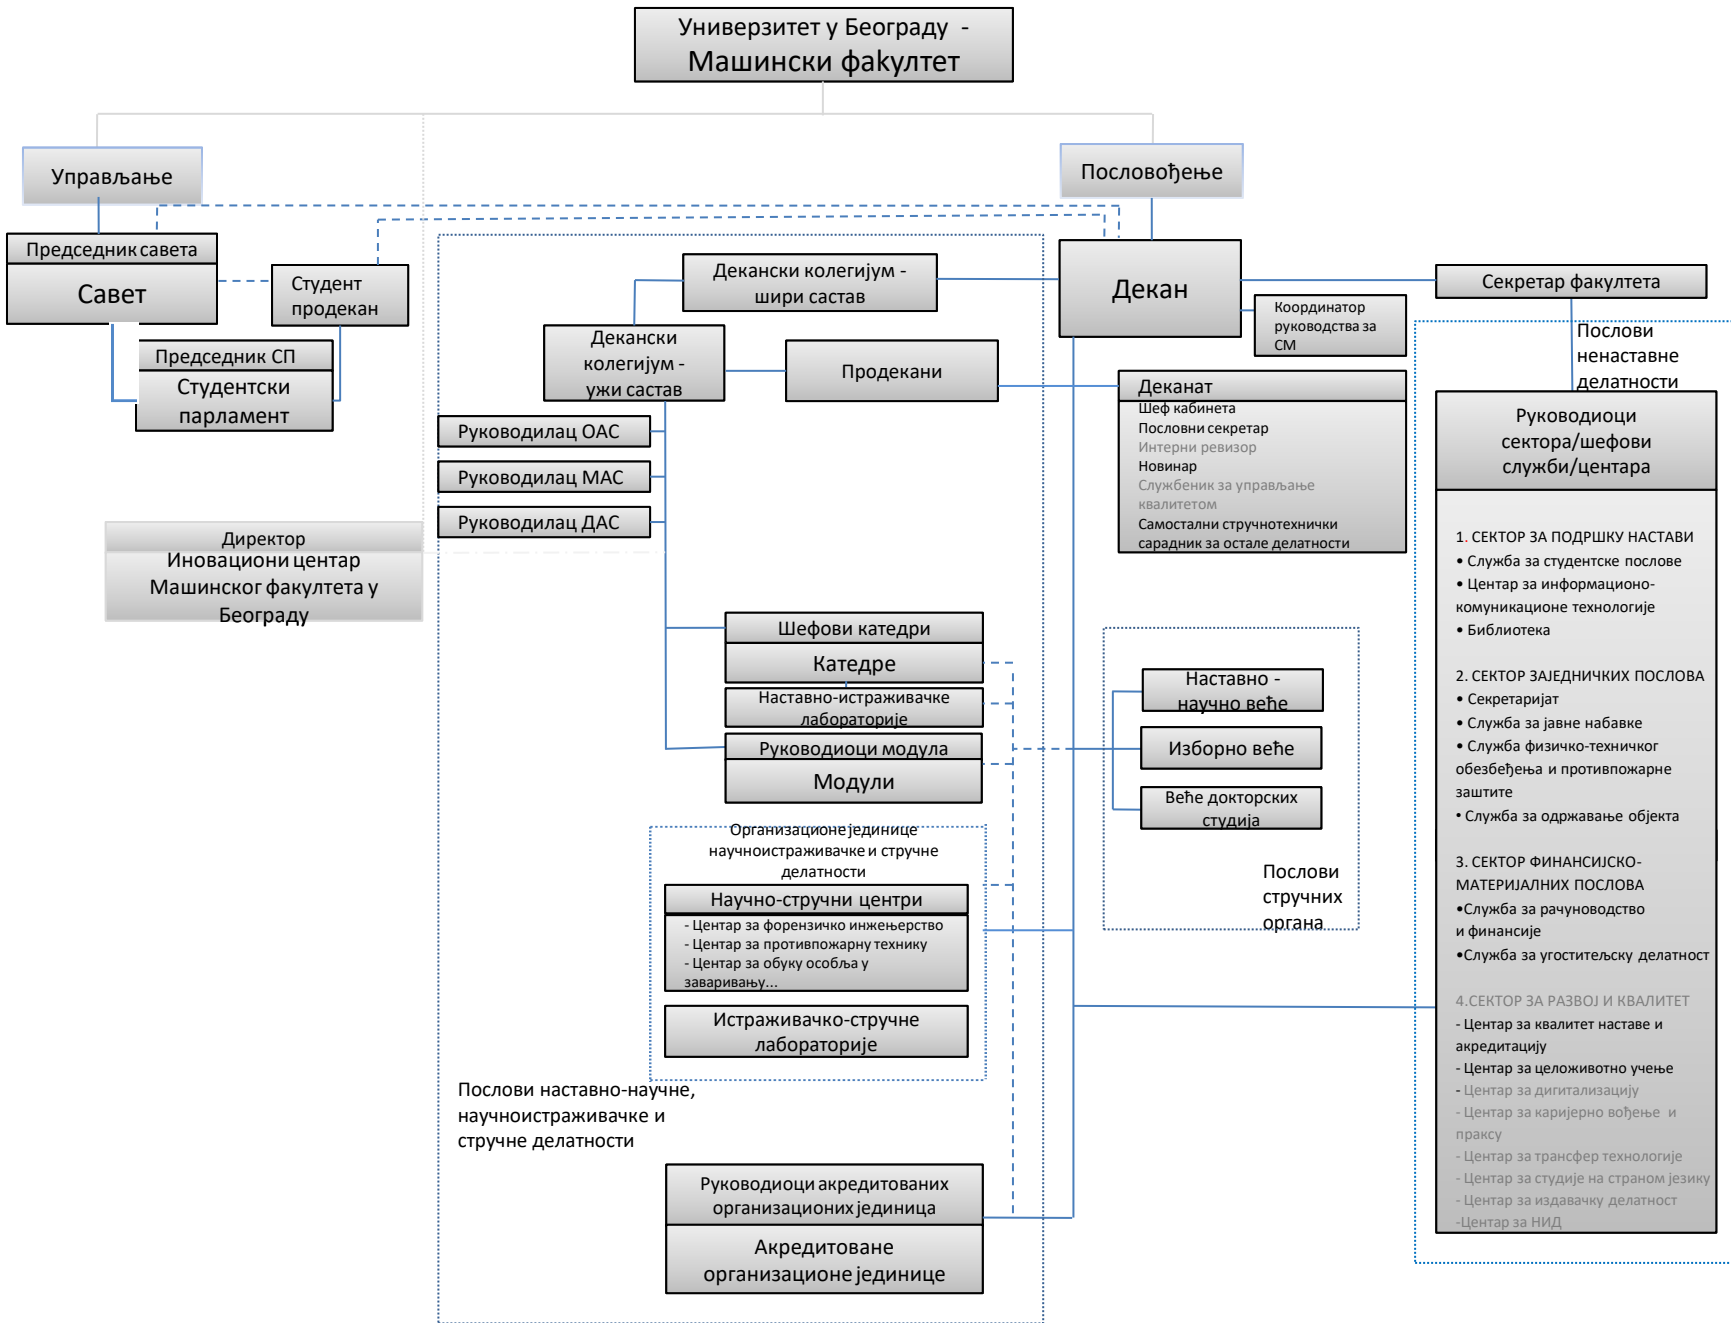 Универзитет у Београду -
Машински факултет
Управљање
Пословођење
Председник савета
Савет
Студент
продекан
Председник СП
Студентски
парламент
Директор
Иновациони центар
Машинског факултета у
Београду
Декански колегијум -
шири састав
Декански
колегијум -
ужи састав
Продекани
Руководилац ОАС
Руководилац МАС
Руководилац ДАС
Декан
Координатор
руководства за
СМ
Секретар факултета
Деканат
Шеф кабинета
Пословни секретар
Интерни ревизор
Новинар
Службеник за управљање
квалитетом
Самостални стручнотехнички
сарадник за остале делатности
Шефови катедри
Катедре
Наставно-истраживачке
лабораторије
Руководиоци модула
Модули
Организационе јединице
научноистраживачке и стручне
делатности
Научно-стручни центри
- Центар за форензичко инжењерство
- Центар за противпожарну технику
- Центар за обуку особља у
заваривању...
Истраживачко-стручне
лабораторије
Послови наставно-научне,
научноистраживачке и
стручне делатности
Руководиоци акредитованих
организационих јединица
Акредитоване
организационе јединице
Наставно -
научно веће
Изборно веће
Веће докторских
студија
Послови
стручних
органа
Послови
ненаставне
делатности
Руководиоци
сектора/шефови
служби/центара
1. СЕКТОР ЗА ПОДРШКУ НАСТАВИ
• Служба за студентске послове
• Центар за информационо-
комуникационе технологије
• Библиотека
2. СЕКТОР ЗАЈЕДНИЧКИХ ПОСЛОВА
• Секретаријат
• Служба за јавне набавке
• Служба физичко-техничког
обезбеђења и противпожарне
заштите
• Служба за одржавање објекта
3. СЕКТОР ФИНАНСИЈСКО-
МАТЕРИЈАЛНИХ ПОСЛОВА
•Служба за рачуноводство
и финансије
•Служба за угоститељску делатност
4.СЕКТОР ЗА РАЗВОЈ И КВАЛИТЕТ
- Центар за квалитет наставе и
акредитацију
- Центар за целоживотно учење
- Центар за дигитализацију
- Центар за каријерно вођење и
праксу
- Центар за трансфер технологије
- Центар за студије на страном језику
- Центар за издавачку делатност
-Центар за НИД